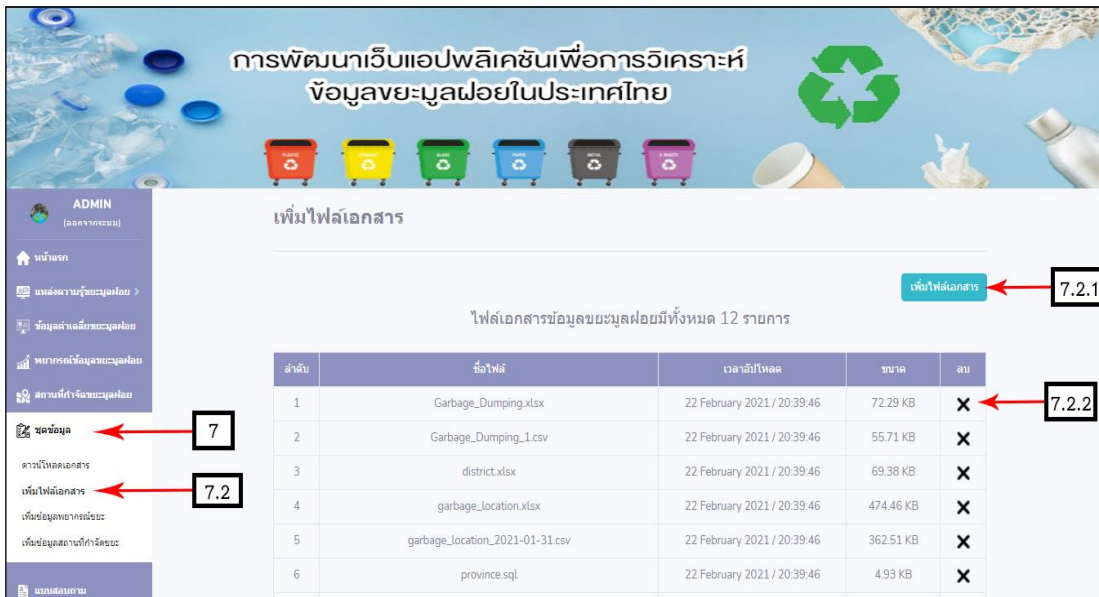 การพัฒนาเว็บแอปพลิเคชันเพื่อการวิเคราะห์
ข้อมูลขยะมูลฝอยในประเทศไทย
PLASTIC
GLASS
PAPER
METAL
E-WASTE
ADMIN
(ออกจากระบบ)
หน้าแรก
แหล่งความรู้ขยะมูลฝอย >
ข้อมูลค่าเฉลี่ยขยะมูลฝอย
พยากรณ์ข้อมูลขยะมูลฝอย
สถานที่กำจัดขยะมูลฝอย
ชุดข้อมูล
7
ดาวน์โหลดเอกสาร
เพิ่มไฟล์เอกสาร
7.2
เพิ่มข้อมูลพยากรณ์ขยะ
เพิ่มข้อมูลสถานที่กำจัดขยะ
แบบสอบถาม
เพิ่มไฟล์เอกสาร
เพิ่มไฟล์เอกสาร
7.2.1
ไฟล์เอกสารข้อมูลขยะมูลฝอยมีทั้งหมด 12 รายการ
ลำดับ ชื่อไฟล์ เวลาอัปโหลด ขนาด ลบ
1 Garbage_Dumping.xlsx 22 February 2021 / 20:39:46 72.29 KB
7.2.2
2 Garbage_Dumping_1.csv 22 February 2021 / 20:39:46 55.71 KB
3 district.xlsx 22 February 2021 / 20:39:46 69.38 KB
4 garbage_location.xlsx 22 February 2021 / 20:39:46 474.46 KB
5 garbage_location_2021-01-31.csv 22 February 2021 / 20:39:46 362.51 KB
6 province.sql 22 February 2021 / 20:39:46 4.93 KB